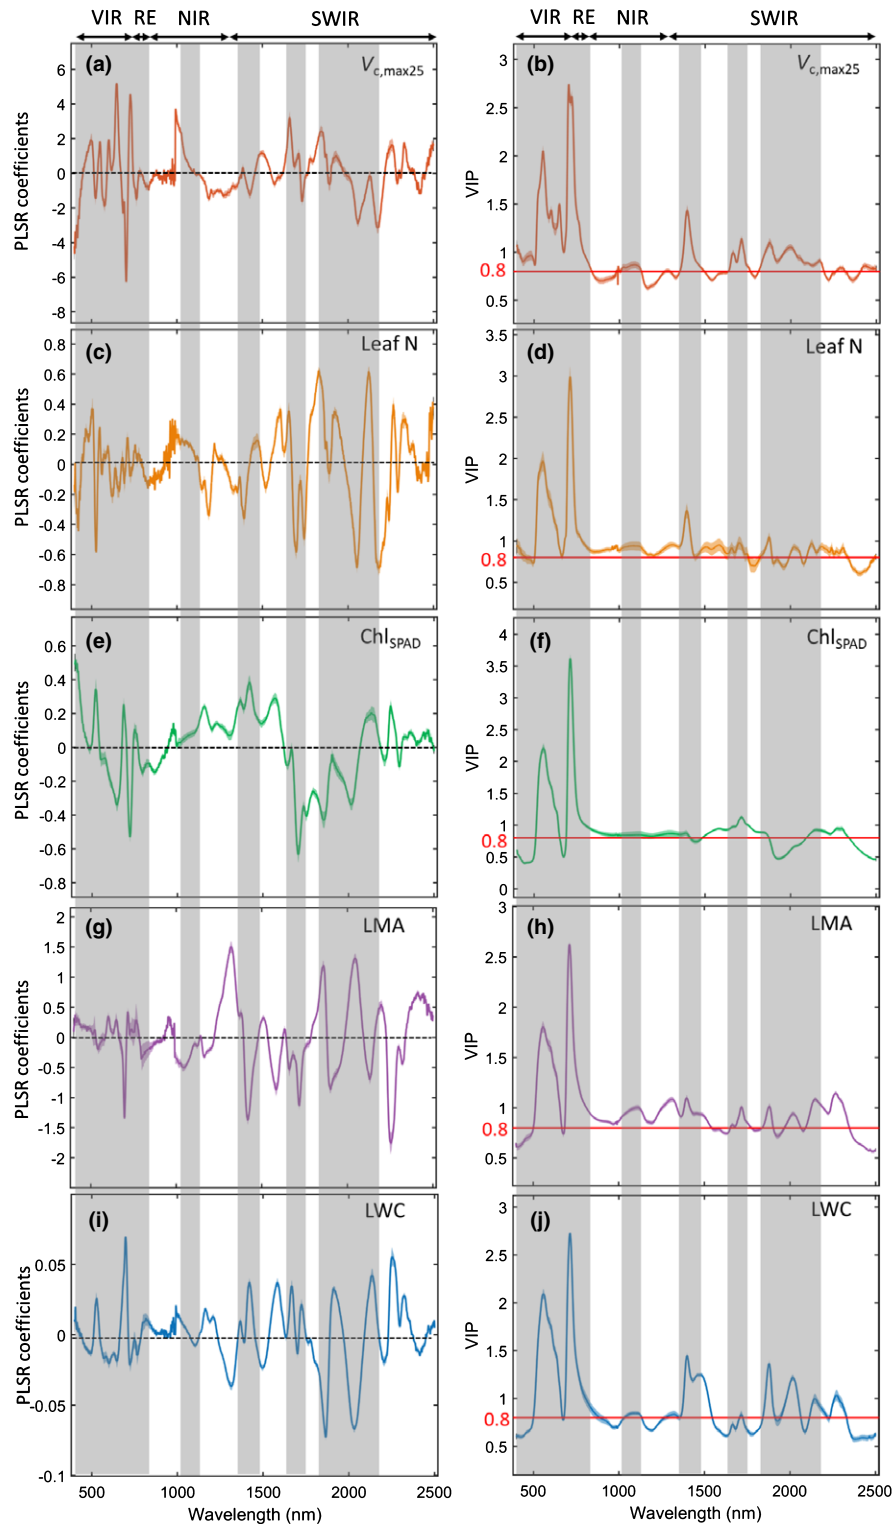 VIR RE NIR SWIR
VIR RE NIR SWIR
(a) Vc,max25
PLSR coefficients
6
4
2
0
-2
-4
-6
-8
(b) Vc,max25
VIP
3
2.5
2
1.5
1
0.8
0.5
(c) Leaf N
PLSR coefficients
0.8
0.6
0.4
0.2
0
-0.2
-0.4
-0.6
-0.8
(d) Leaf N
VIP
3.5
3
2.5
2
1.5
1
0.8
0.5
(e) ChlSPAD
PLSR coefficients
0.6
0.4
0.2
0
-0.2
-0.4
-0.6
-0.8
(f) ChlSPAD
VIP
4
3.5
3
2.5
2
1.5
1
0.8
0.5
0
(g) LMA
PLSR coefficients
2
1.5
1
0.5
0
-0.5
-1
-1.5
-2
(h) LMA
VIP
3
2.5
2
1.5
1
0.8
0.5
(i) LWC
PLSR coefficients
0.05
0
-0.05
-0.1
500 1000 1500 2000 2500
Wavelength (nm)
(j) LWC
VIP
3
2.5
2
1.5
1
0.8
0.5
500 1000 1500 2000 2500
Wavelength (nm)